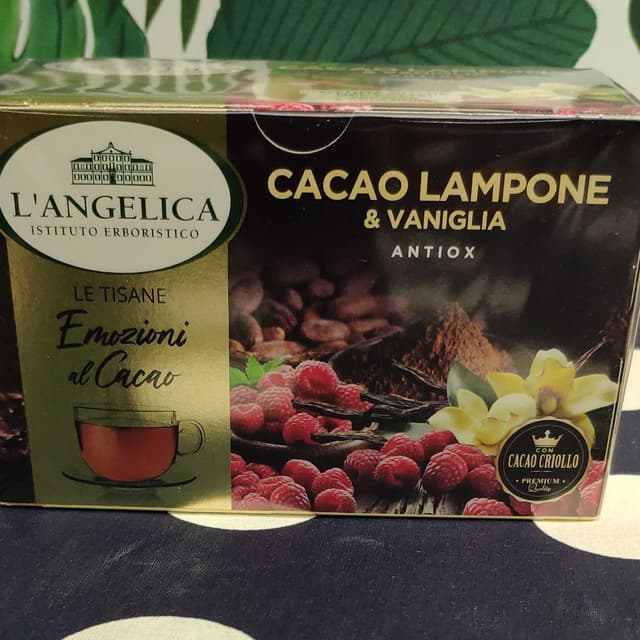 L'ANGELICA
ISTITUTO ERBORISTICO
LE TISANE
Emozioni
al Cacao
CACAO LAMPONE
& VANIGLIA
ANTIOX
CON
CACAO CRIOLLO
• PREMIUM •
Quality